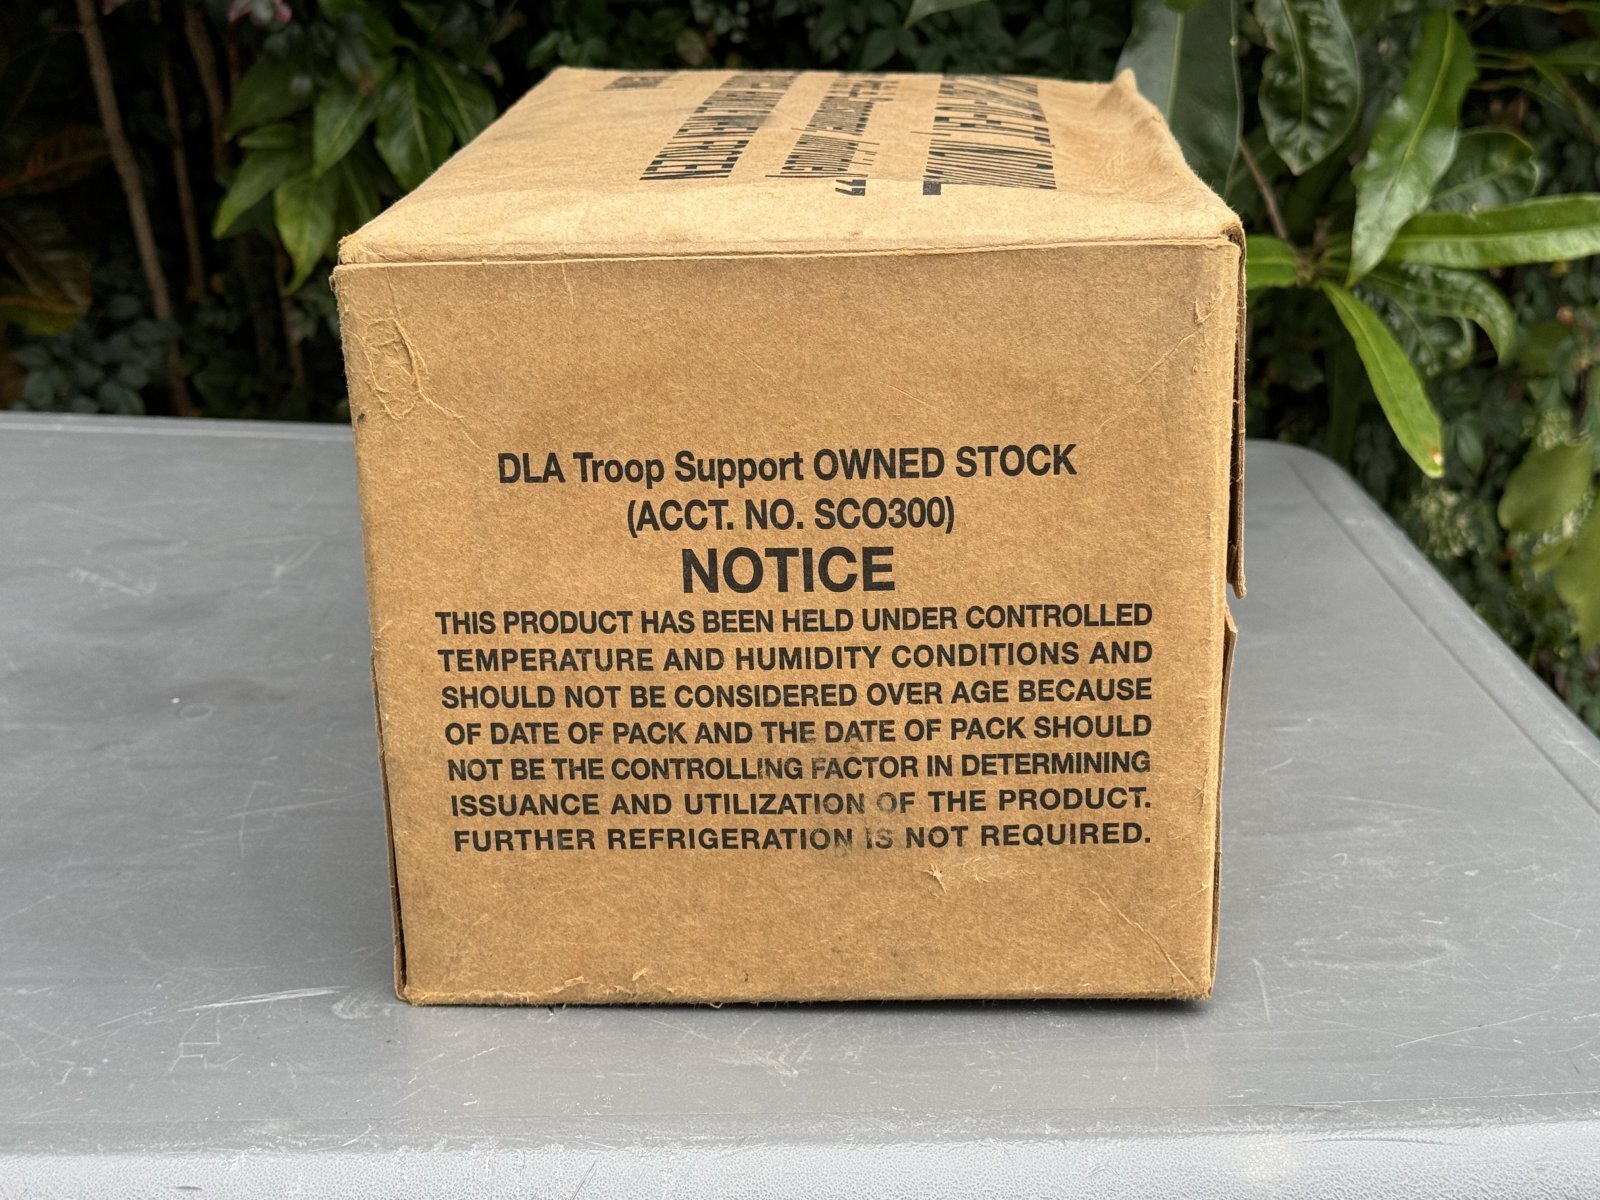 DLA Troop Support OWNED STOCK
(ACCT. NO. SCO300)
NOTICE
THIS PRODUCT HAS BEEN HELD UNDER CONTROLLED
TEMPERATURE AND HUMIDITY CONDITIONS AND
SHOULD NOT BE CONSIDERED OVER AGE BECAUSE
OF DATE OF PACK AND THE DATE OF PACK SHOULD
NOT BE THE CONTROLLING FACTOR IN DETERMINING
ISSUANCE AND UTILIZATION OF THE PRODUCT.
FURTHER REFRIGERATION IS NOT REQUIRED.